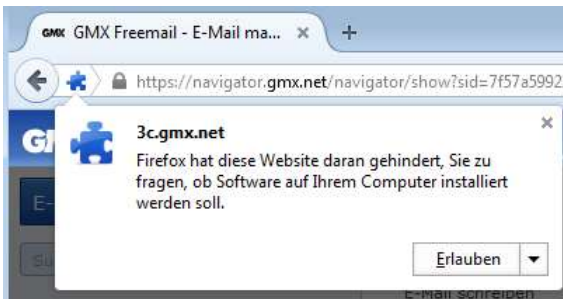 GMX GMX Freemail - E-Mail ma... × +
https://navigator.gmx.net/navigator/show?sid=7f57a5992
3c.gmx.net
Firefox hat diese Website daran gehindert, Sie zu
fragen, ob Software auf Ihrem Computer installiert
werden soll.
Erlauben
E-Mail schreiben